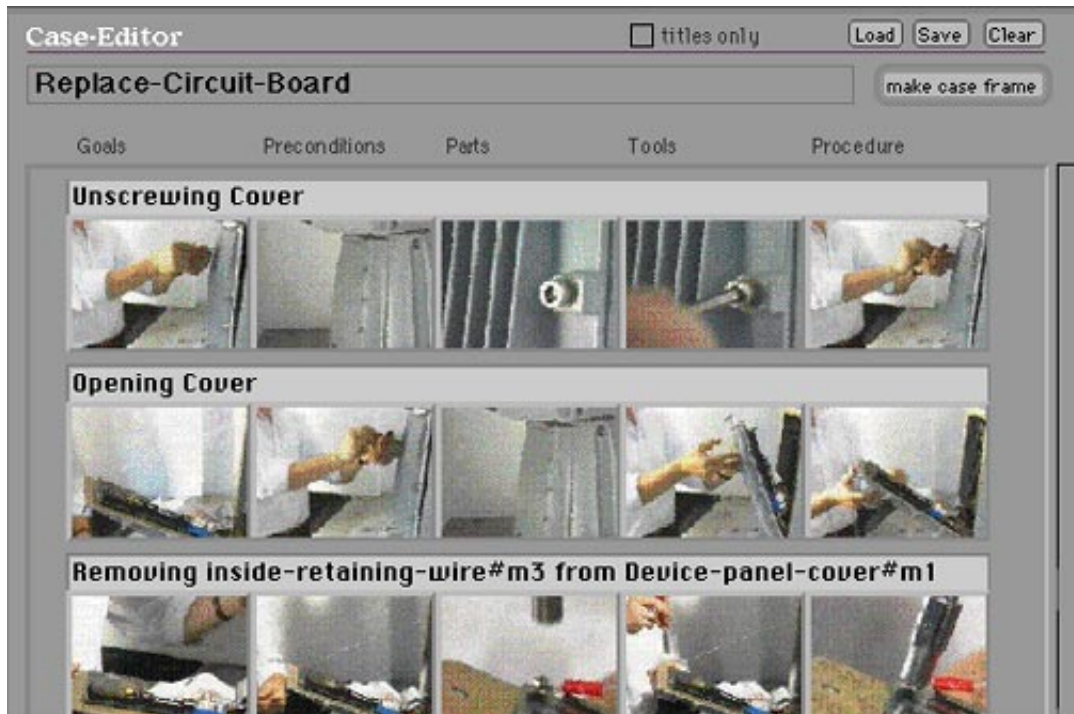 Case·Editor titles only Load Save Clear
Replace-Circuit-Board make case frame
Goals Preconditions Parts Tools Procedure
Unscrewing Cover
Opening Cover
Removing inside-retaining-wire#m3 from Device-panel-cover#m1